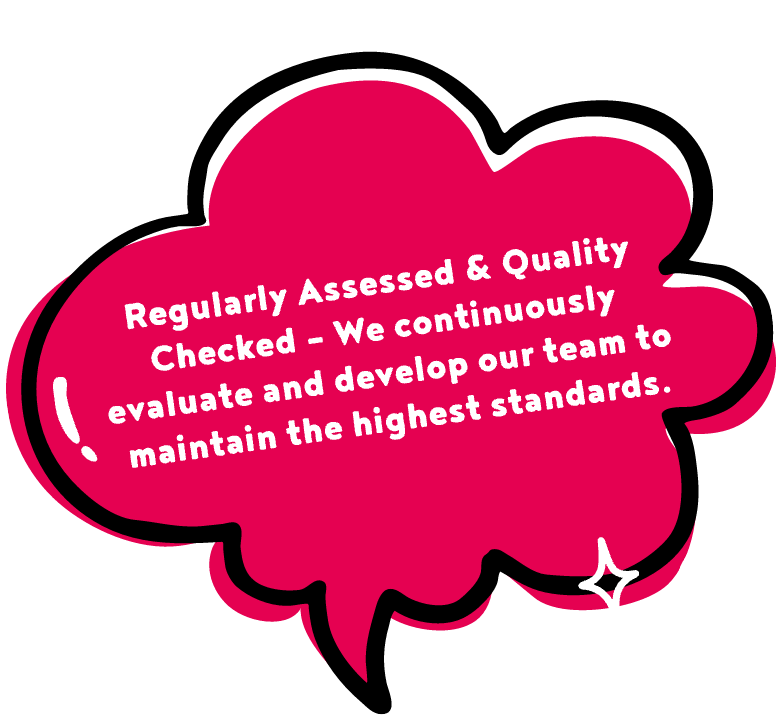 Regularly Assessed & Quality
Checked – We continuously
evaluate and develop our team to
maintain the highest standards.